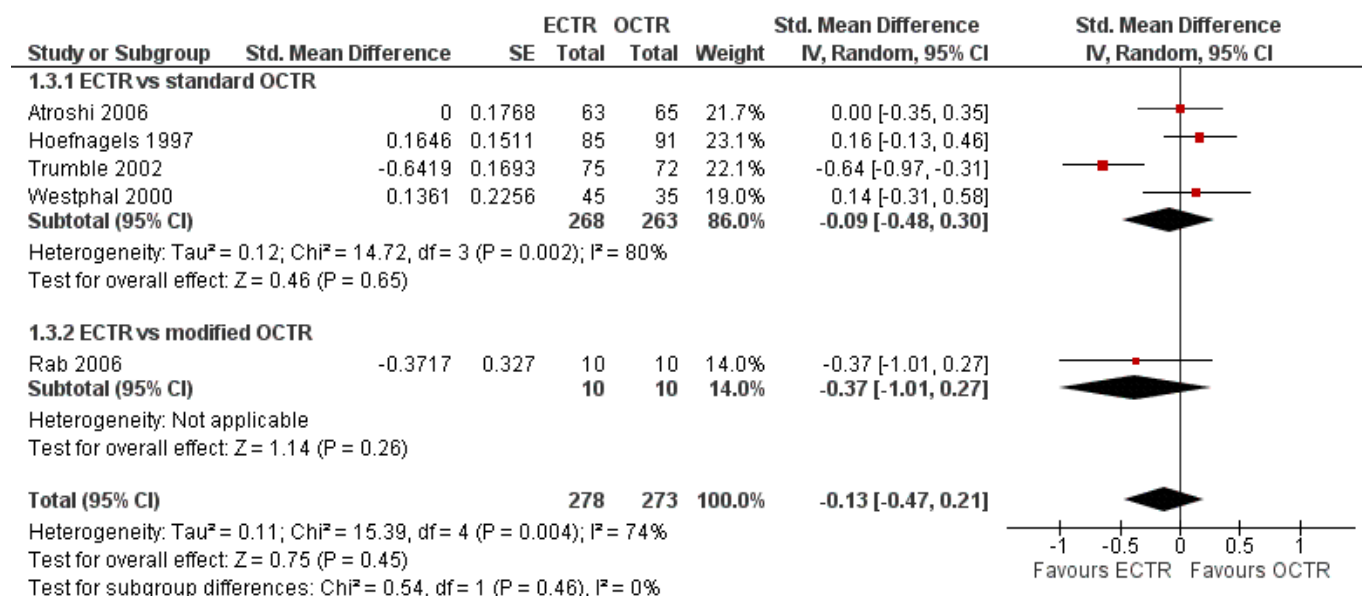 ECTR OCTR Std. Mean Difference Std. Mean Difference
Study or Subgroup Std. Mean Difference SE Total Total Weight IV, Random, 95% CI IV, Random, 95% CI
1.3.1 ECTR vs standard OCTR
Atroshi 2006 0 0.1768 63 65 21.7% 0.00 [-0.35, 0.35]
Hoefnagels 1997 0.1646 0.1511 85 91 23.1% 0.16 [-0.13, 0.46]
Trumble 2002 -0.6419 0.1693 75 72 22.1% -0.64 [-0.97, -0.31]
Westphal 2000 0.1361 0.2256 45 35 19.0% 0.14 [-0.31, 0.58]
Subtotal (95% CI) 268 263 86.0% -0.09 [-0.48, 0.30]
Heterogeneity: Tau² = 0.12; Chi² = 14.72, df = 3 (P = 0.002); I² = 80%
Test for overall effect: Z = 0.46 (P = 0.65)
1.3.2 ECTR vs modified OCTR
Rab 2006 -0.3717 0.327 10 10 14.0% -0.37 [-1.01, 0.27]
Subtotal (95% CI) 10 10 14.0% -0.37 [-1.01, 0.27]
Heterogeneity: Not applicable
Test for overall effect: Z = 1.14 (P = 0.26)
Total (95% CI) 278 273 100.0% -0.13 [-0.47, 0.21]
Heterogeneity: Tau² = 0.11; Chi² = 15.39, df = 4 (P = 0.004); I² = 74%
Test for overall effect: Z = 0.75 (P = 0.45)
Test for subgroup differences: Chi² = 0.54, df = 1 (P = 0.46), I² = 0%
-1 -0.5 0 0.5 1
Favours ECTR Favours OCTR